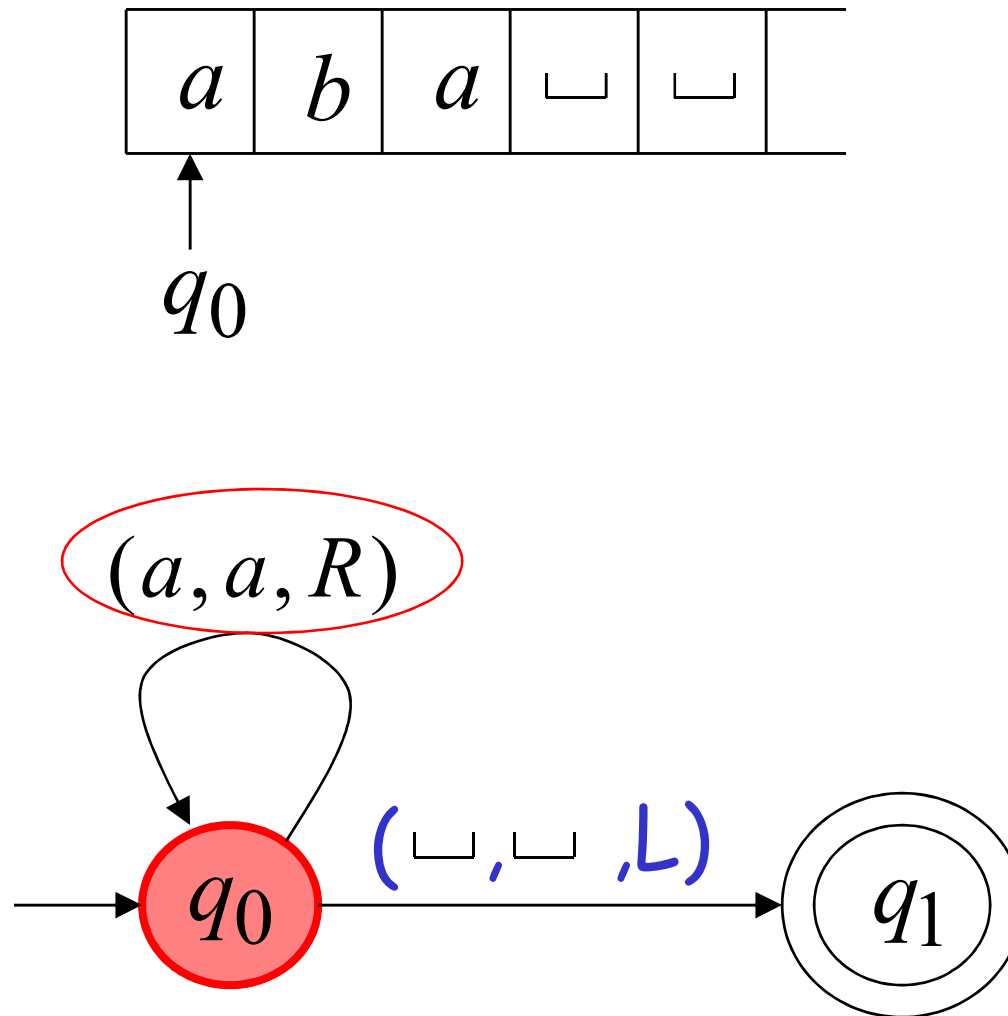 a b a ␣ ␣
q₀
(a, a, R)
(␣, ␣, L)
q₀ q₁